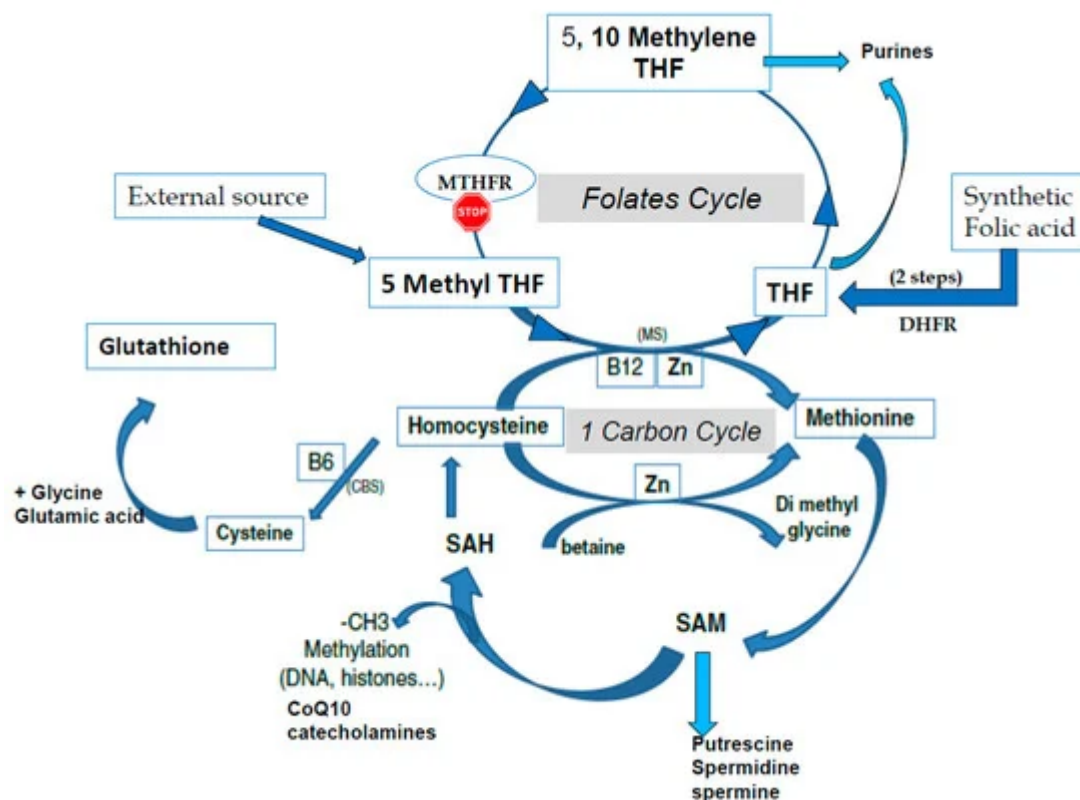 5, 10 Methylene
THF
Purines
MTHFR
STOP
External source
Folates Cycle
Synthetic
Folic acid
5 Methyl THF
THF
(2 steps)
DHFR
(MS)
Glutathione
B12
Zn
Homocysteine
1 Carbon Cycle
Methionine
B6
(CBS)
+ Glycine
Glutamic acid
Zn
Cysteine
SAH
betaine
Di methyl
glycine
-CH3
Methylation
(DNA, histones...)
CoQ10
catecholamines
SAM
Putrescine
Spermidine
spermine